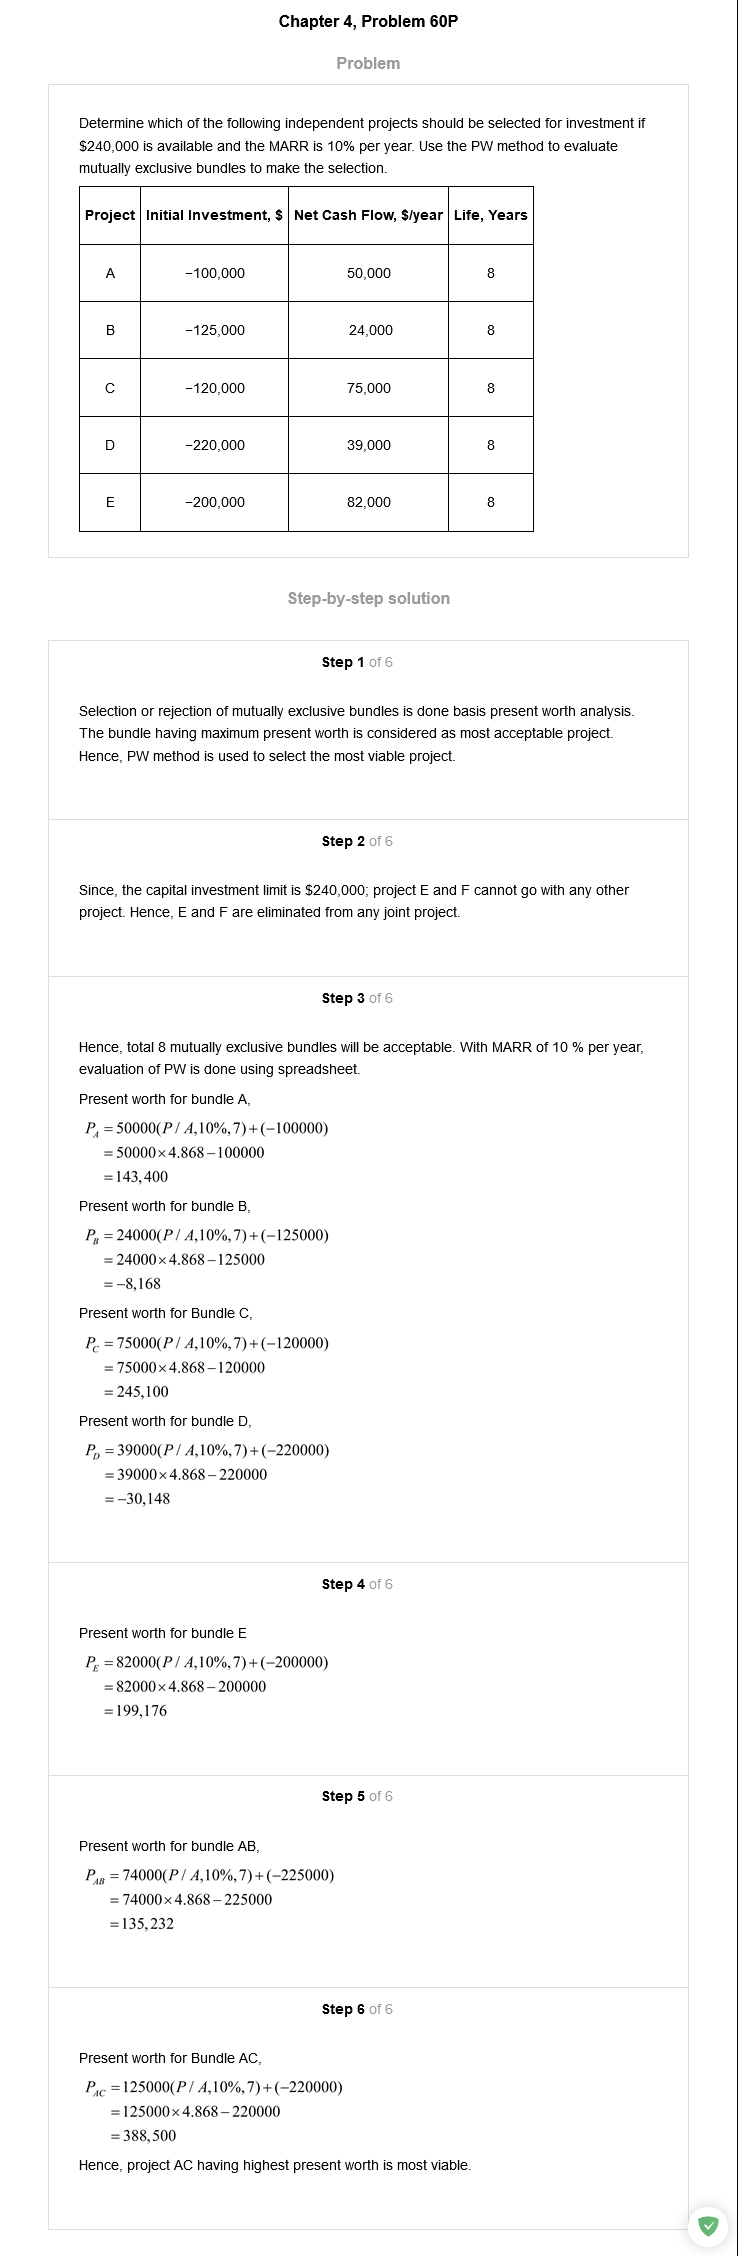 Chapter 4, Problem 60P
Problem
Determine which of the following independent projects should be selected for investment if
$240,000 is available and the MARR is 10% per year. Use the PW method to evaluate
mutually exclusive bundles to make the selection.
Project Initial Investment, $ Net Cash Flow, $/year Life, Years
A −100,000 50,000 8
B −125,000 24,000 8
C −120,000 75,000 8
D −220,000 39,000 8
E −200,000 82,000 8
Step-by-step solution
Step 1 of 6
Selection or rejection of mutually exclusive bundles is done basis present worth analysis.
The bundle having maximum present worth is considered as most acceptable project.
Hence, PW method is used to select the most viable project.
Step 2 of 6
Since, the capital investment limit is $240,000; project E and F cannot go with any other
project. Hence, E and F are eliminated from any joint project.
Step 3 of 6
Hence, total 8 mutually exclusive bundles will be acceptable. With MARR of 10 % per year,
evaluation of PW is done using spreadsheet.
Present worth for bundle A,
P_A = 50000(P / A,10%,7)+(−100000)
= 50000×4.868−100000
=143,400
Present worth for bundle B,
P_B = 24000(P / A,10%,7)+(−125000)
= 24000×4.868−125000
= −8,168
Present worth for Bundle C,
P_C = 75000(P / A,10%,7)+(−120000)
= 75000×4.868−120000
= 245,100
Present worth for bundle D,
P_D = 39000(P / A,10%,7)+(−220000)
= 39000×4.868−220000
= −30,148
Step 4 of 6
Present worth for bundle E
P_E = 82000(P / A,10%,7)+(−200000)
= 82000×4.868−200000
=199,176
Step 5 of 6
Present worth for bundle AB,
P_AB = 74000(P / A,10%,7)+(−225000)
= 74000×4.868−225000
=135,232
Step 6 of 6
Present worth for Bundle AC,
P_AC =125000(P / A,10%,7)+(−220000)
=125000×4.868−220000
= 388,500
Hence, project AC having highest present worth is most viable.